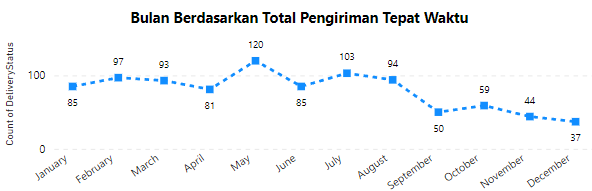 Bulan Berdasarkan Total Pengiriman Tepat Waktu
Count of DeliveryStatus
100
0
85
97
93
81
120
85
103
94
50
59
44
37
January
February
March
April
May
June
July
August
September
October
November
December